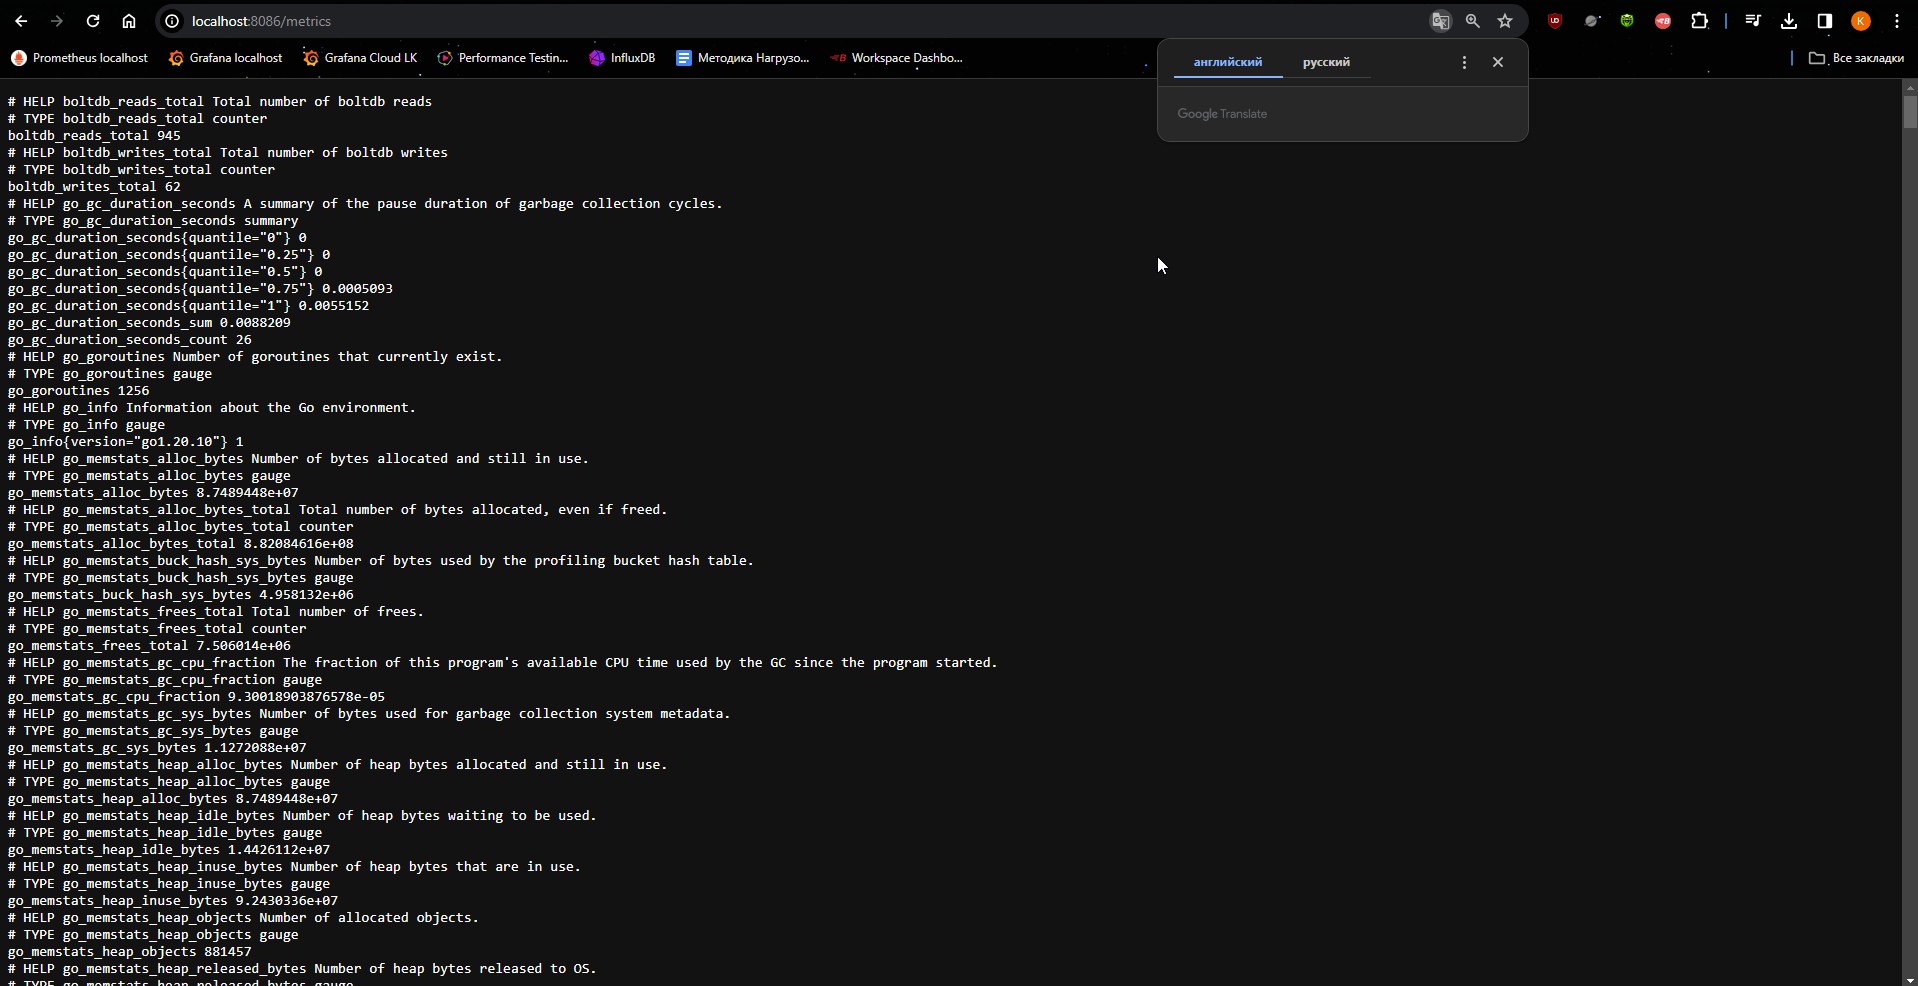 localhost:8086/metrics
Prometheus localhost
Grafana localhost
Grafana Cloud LK
Performance Testin...
InfluxDB
Методика Нагрузо...
Workspace Dashbo...
Все закладки
английский
русский
Google Translate
# HELP boltdb_reads_total Total number of boltdb reads
# TYPE boltdb_reads_total counter
boltdb_reads_total 945
# HELP boltdb_writes_total Total number of boltdb writes
# TYPE boltdb_writes_total counter
boltdb_writes_total 62
# HELP go_gc_duration_seconds A summary of the pause duration of garbage collection cycles.
# TYPE go_gc_duration_seconds summary
go_gc_duration_seconds{quantile="0"} 0
go_gc_duration_seconds{quantile="0.25"} 0
go_gc_duration_seconds{quantile="0.5"} 0
go_gc_duration_seconds{quantile="0.75"} 0.0005093
go_gc_duration_seconds{quantile="1"} 0.0055152
go_gc_duration_seconds_sum 0.0088209
go_gc_duration_seconds_count 26
# HELP go_goroutines Number of goroutines that currently exist.
# TYPE go_goroutines gauge
go_goroutines 1256
# HELP go_info Information about the Go environment.
# TYPE go_info gauge
go_info{version="go1.20.10"} 1
# HELP go_memstats_alloc_bytes Number of bytes allocated and still in use.
# TYPE go_memstats_alloc_bytes gauge
go_memstats_alloc_bytes 8.7489448e+07
# HELP go_memstats_alloc_bytes_total Total number of bytes allocated, even if freed.
# TYPE go_memstats_alloc_bytes_total counter
go_memstats_alloc_bytes_total 8.82084616e+08
# HELP go_memstats_buck_hash_sys_bytes Number of bytes used by the profiling bucket hash table.
# TYPE go_memstats_buck_hash_sys_bytes gauge
go_memstats_buck_hash_sys_bytes 4.958132e+06
# HELP go_memstats_frees_total Total number of frees.
# TYPE go_memstats_frees_total counter
go_memstats_frees_total 7.506014e+06
# HELP go_memstats_gc_cpu_fraction The fraction of this program's available CPU time used by the GC since the program started.
# TYPE go_memstats_gc_cpu_fraction gauge
go_memstats_gc_cpu_fraction 9.30018903876578e-05
# HELP go_memstats_gc_sys_bytes Number of bytes used for garbage collection system metadata.
# TYPE go_memstats_gc_sys_bytes gauge
go_memstats_gc_sys_bytes 1.1272088e+07
# HELP go_memstats_heap_alloc_bytes Number of heap bytes allocated and still in use.
# TYPE go_memstats_heap_alloc_bytes gauge
go_memstats_heap_alloc_bytes 8.7489448e+07
# HELP go_memstats_heap_idle_bytes Number of heap bytes waiting to be used.
# TYPE go_memstats_heap_idle_bytes gauge
go_memstats_heap_idle_bytes 1.4426112e+07
# HELP go_memstats_heap_inuse_bytes Number of heap bytes that are in use.
# TYPE go_memstats_heap_inuse_bytes gauge
go_memstats_heap_inuse_bytes 9.2430336e+07
# HELP go_memstats_heap_objects Number of allocated objects.
# TYPE go_memstats_heap_objects gauge
go_memstats_heap_objects 881457
# HELP go_memstats_heap_released_bytes Number of heap bytes released to OS.
# TYPE go_memstats_heap_released_bytes gauge